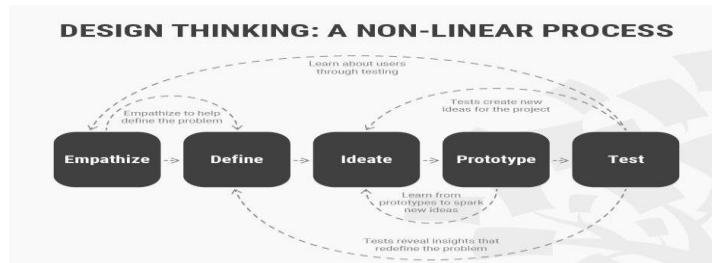 DESIGN THINKING: A NON-LINEAR PROCESS
Learn about users
through testing
Empathize to help
define the problem
Tests create new
ideas for the project
Empathize
Define
Ideate
Prototype
Test
Learn from
prototypes to spark
new ideas
Tests reveal insights that
redefine the problem